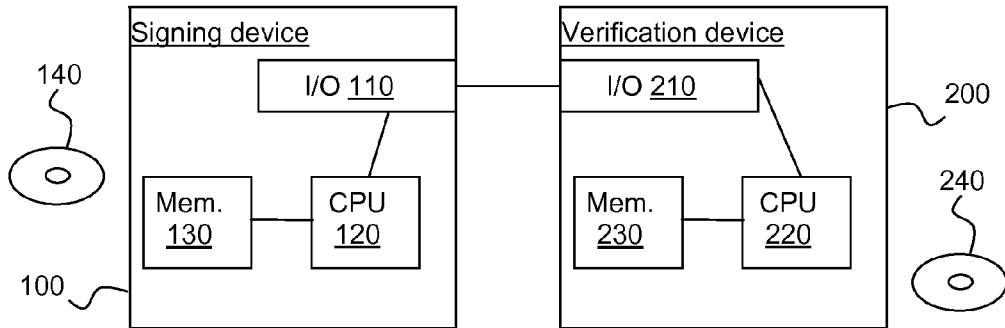 Signing device
Verification device
140
I/O 110
I/O 210
200
Mem.
130
CPU
120
Mem.
230
CPU
220
240
100